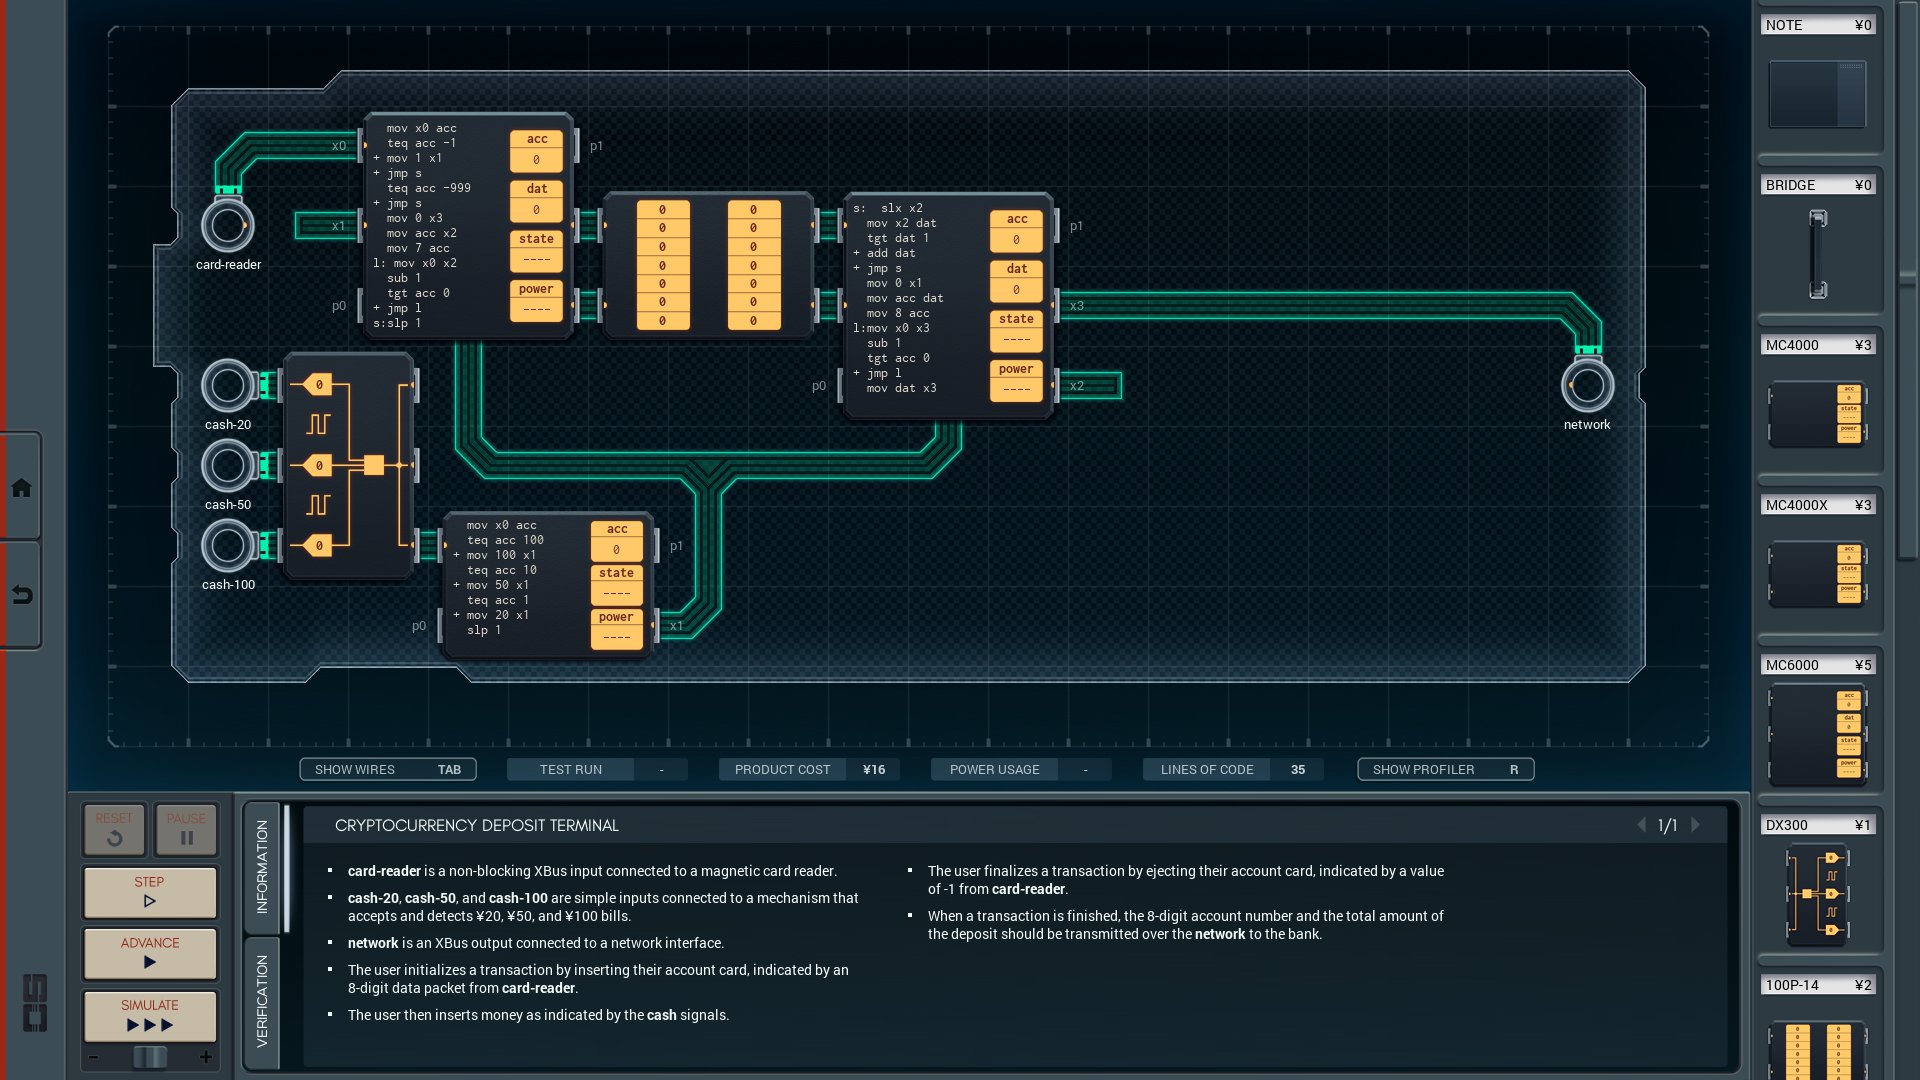 NOTE ¥0
BRIDGE ¥0
MC4000 ¥3
MC4000X ¥3
MC6000 ¥5
DX300 ¥1
100P-14 ¥2
mov x0 acc
teq acc -1
+ mov 1 x1
+ jmp s
teq acc -999
+ jmp s
mov 0 x3
mov acc x2
mov 7 acc
l: mov x0 x2
sub 1
tgt acc 0
+ jmp l
s:slp 1
acc
0
dat
0
state
----
power
----
x0
x1
p0
p1
card-reader
cash-20
cash-50
cash-100
0
0
0
0 0
0 0
0 0
0 0
0 0
0 0
0 0
s: slx x2
mov x2 dat
tgt dat 1
+ add dat
+ jmp s
mov 0 x1
mov acc dat
mov 8 acc
l:mov x0 x3
sub 1
tgt acc 0
+ jmp l
mov dat x3
acc
0
dat
0
state
----
power
----
p0
p1
x3
x2
network
mov x0 acc
teq acc 100
+ mov 100 x1
teq acc 10
+ mov 50 x1
teq acc 1
+ mov 20 x1
slp 1
acc
0
state
----
power
----
p0
p1
x1
SHOW WIRES TAB
TEST RUN -
PRODUCT COST ¥16
POWER USAGE -
LINES OF CODE 35
SHOW PROFILER R
RESET
PAUSE
STEP
ADVANCE
SIMULATE
- +
INFORMATION
VERIFICATION
CRYPTOCURRENCY DEPOSIT TERMINAL
1/1
card-reader is a non-blocking XBus input connected to a magnetic card reader.
cash-20, cash-50, and cash-100 are simple inputs connected to a mechanism that
accepts and detects ¥20, ¥50, and ¥100 bills.
network is an XBus output connected to a network interface.
The user initializes a transaction by inserting their account card, indicated by an
8-digit data packet from card-reader.
The user then inserts money as indicated by the cash signals.
The user finalizes a transaction by ejecting their account card, indicated by a value
of -1 from card-reader.
When a transaction is finished, the 8-digit account number and the total amount of
the deposit should be transmitted over the network to the bank.